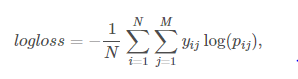 logloss = -\frac{1}{N} \sum_{i=1}^{N} \sum_{j=1}^{M} y_{ij} \log(p_{ij}),